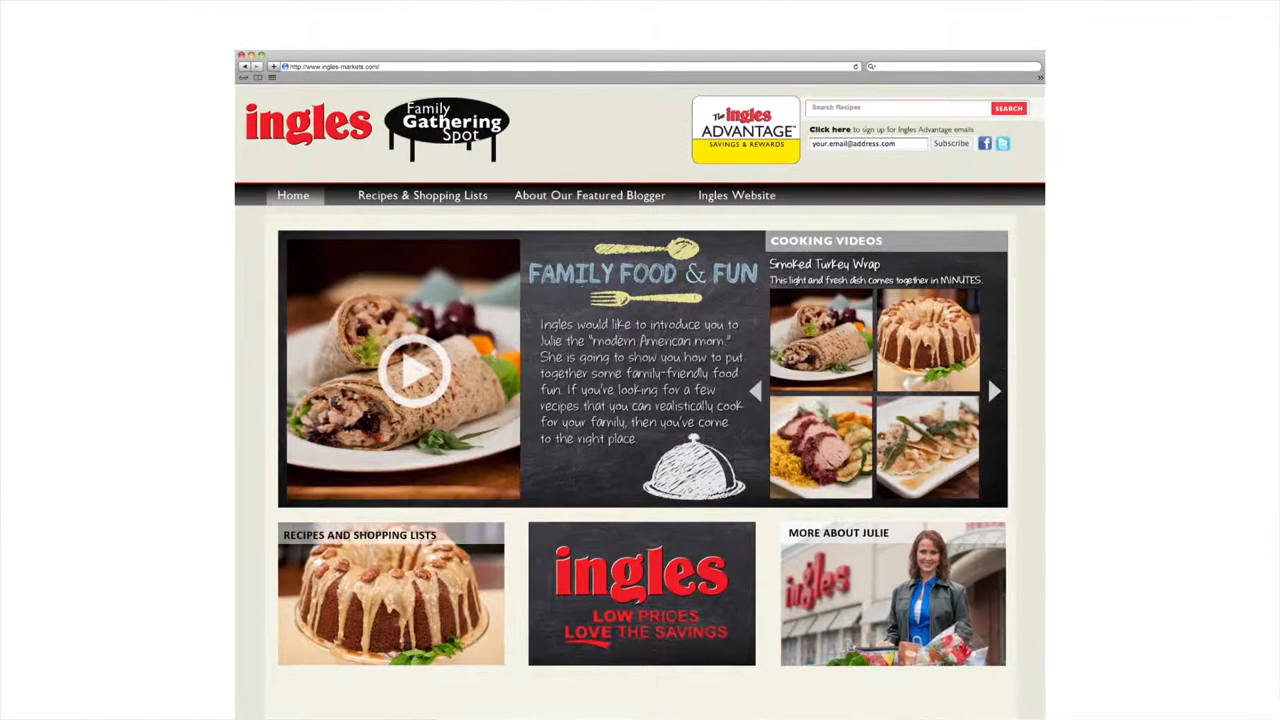 http://www.ingles-markets.com/
ingles
Family
Gathering
Spot
The ingles
ADVANTAGE™
SAVINGS & REWARDS
Search Recipes
SEARCH
Click here to sign up for Ingles Advantage emails
your.email@address.com
Subscribe
Home
Recipes & Shopping Lists
About Our Featured Blogger
Ingles Website
FAMILY FOOD & FUN
Ingles would like to introduce you to
Julie the "modern American mom."
She is going to show you how to put
together some family-friendly food
fun. If you've looking for a few
recipes that you can realistically cook
for your family, then you've come
to the right place.
COOKING VIDEOS
Smoked Turkey Wrap
This light and fresh dish comes together in MINUTES.
RECIPES AND SHOPPING LISTS
ingles
LOW PRICES
LOVE THE SAVINGS
MORE ABOUT JULIE
ingles